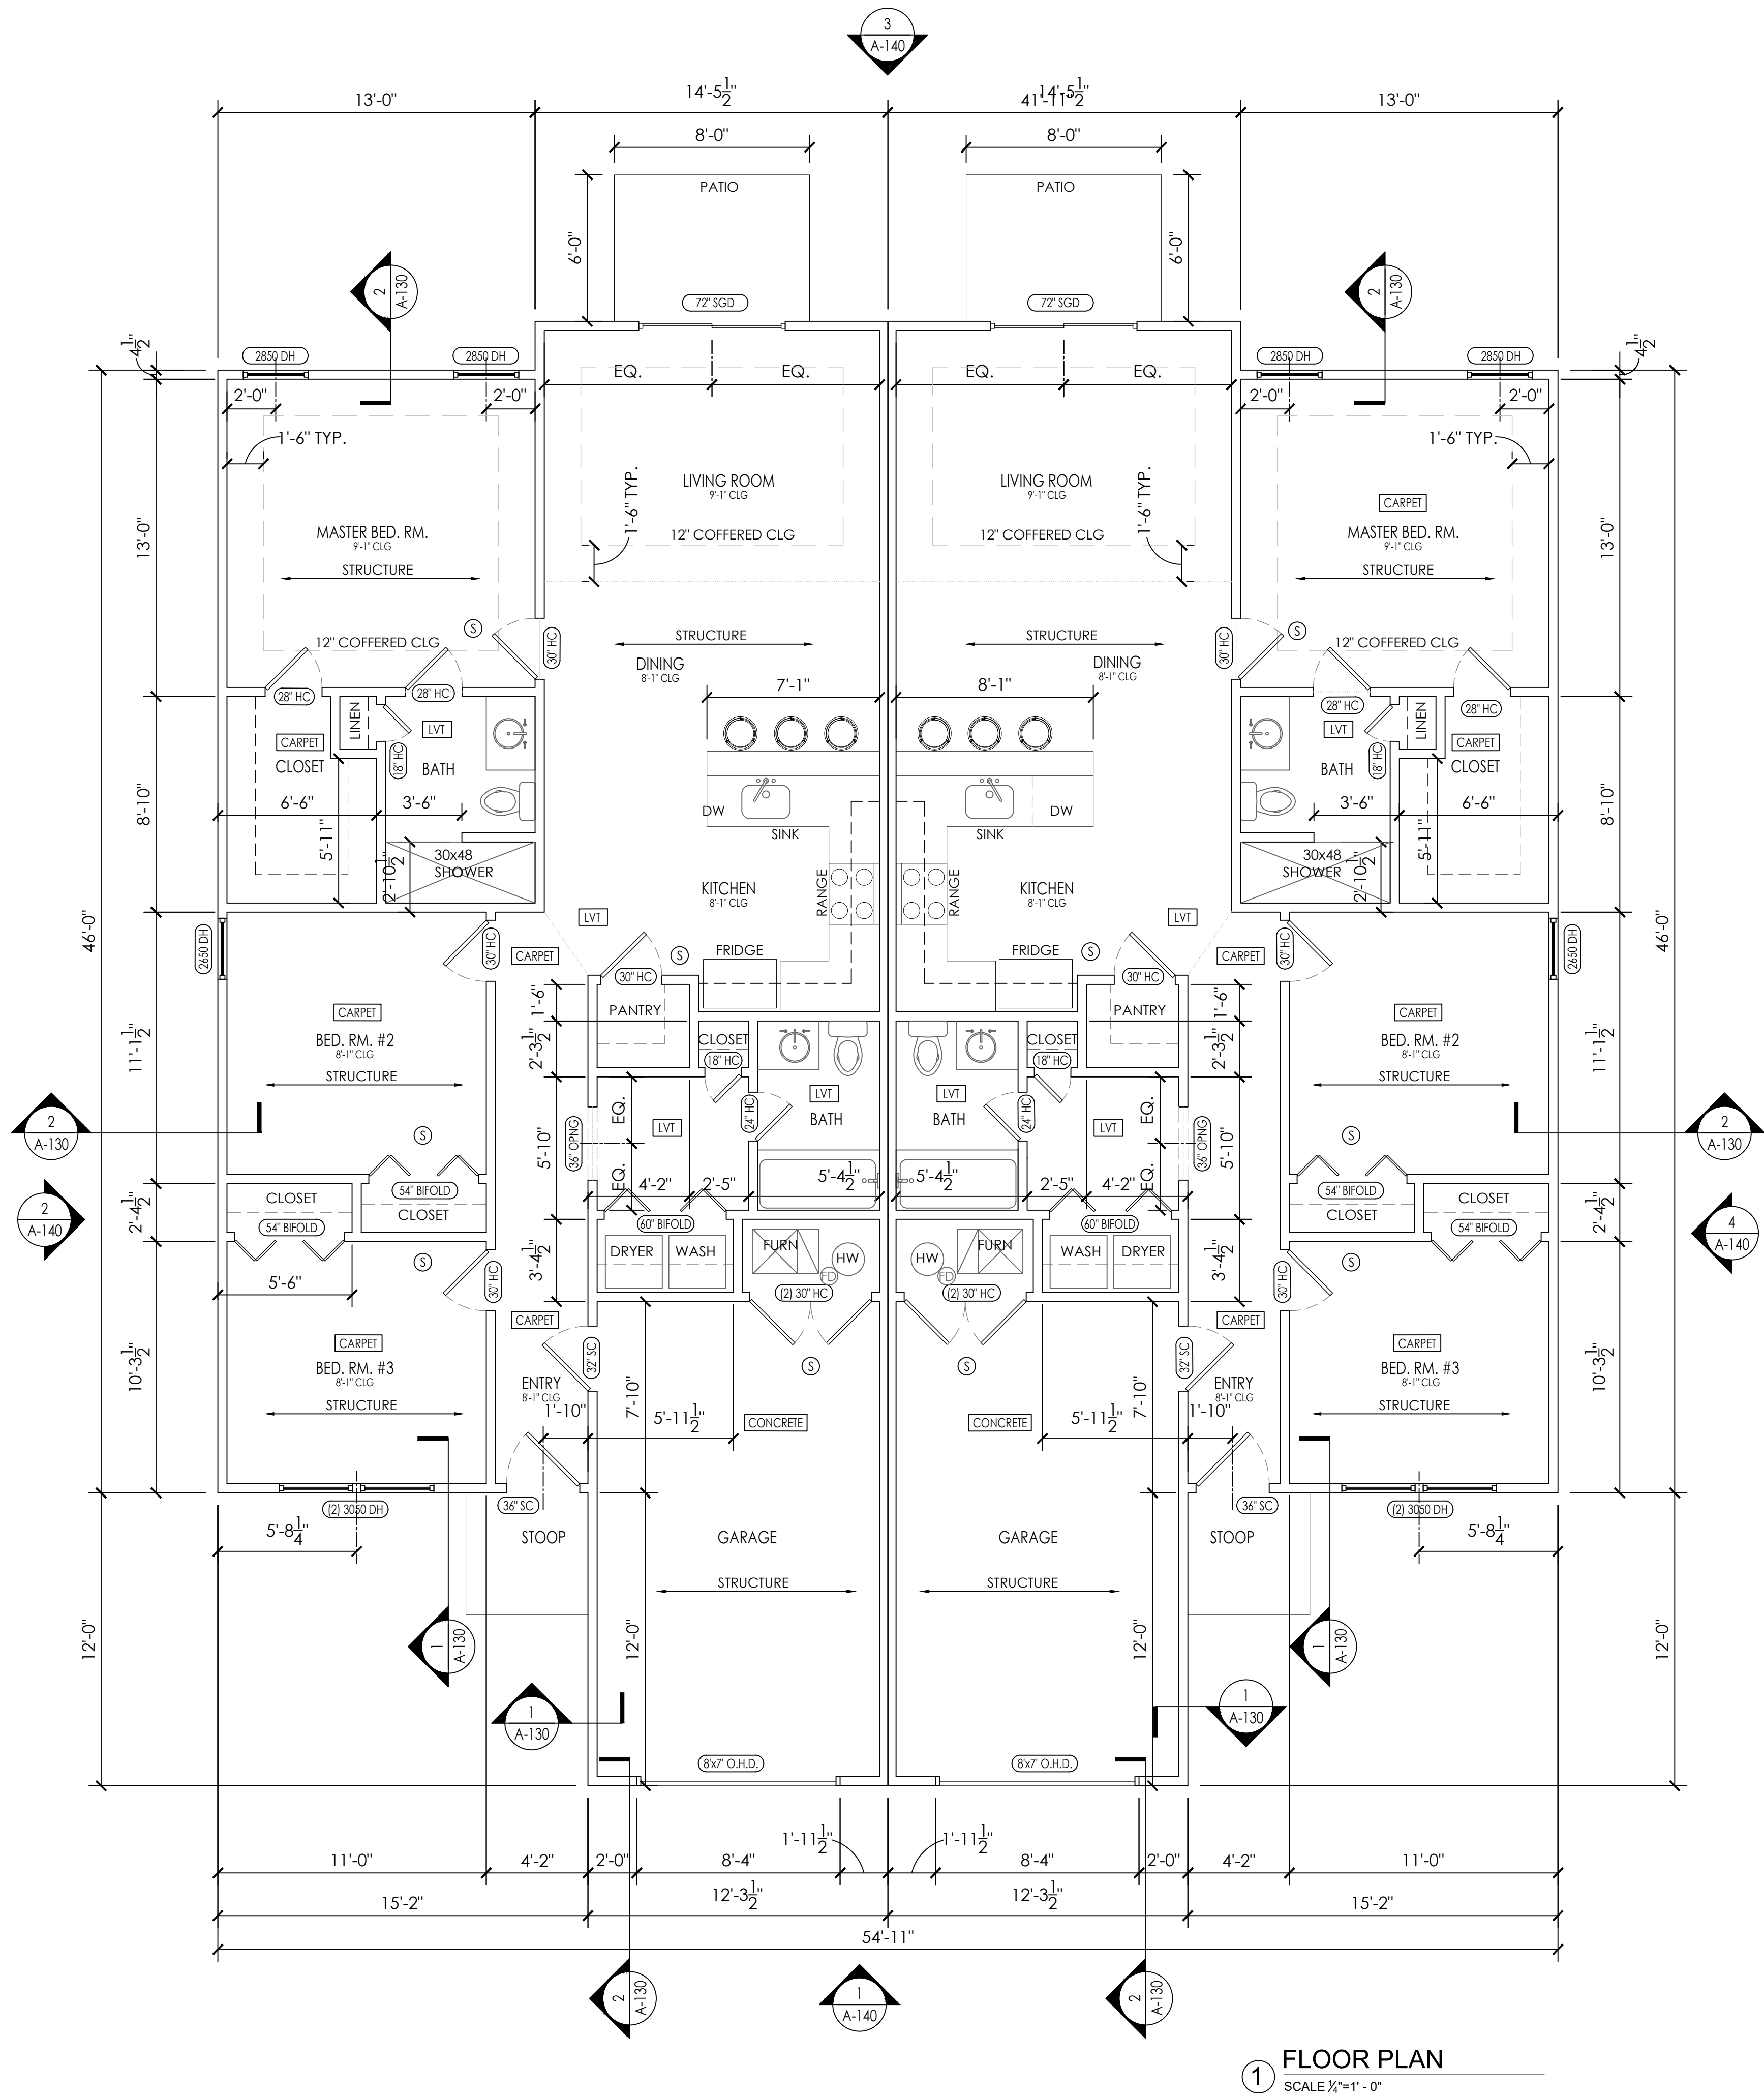 3
A-140
13'-0" 14'-5 1/2" 41'-11" 14'-5 1/2" 13'-0"
8'-0" 8'-0"
PATIO PATIO
6'-0" 6'-0"
2 A-130 2 A-130
72" SGD 72" SGD
4 1/2" 2850 DH 2850 DH 2850 DH 2850 DH 4 1/2"
EQ. EQ. EQ. EQ.
2'-0" 2'-0" 2'-0" 2'-0"
1'-6" TYP. 1'-6" TYP.
LIVING ROOM LIVING ROOM
9'-1" CLG 1'-6" TYP. 9'-1" CLG 1'-6" TYP.
CARPET
13'-0" MASTER BED. RM. 12" COFFERED CLG 12" COFFERED CLG MASTER BED. RM. 13'-0"
9'-1" CLG 9'-1" CLG
STRUCTURE STRUCTURE
12" COFFERED CLG S 30" HC STRUCTURE STRUCTURE 30" HC S 12" COFFERED CLG
DINING DINING
8'-1" CLG 8'-1" CLG
28" HC 28" HC 7'-1" 8'-1" 28" HC 28" HC
LINEN LVT LVT LINEN
CARPET 18" HC 18" HC CARPET
CLOSET BATH BATH CLOSET
8'-10" 6'-6" 3'-6" DW DW 3'-6" 6'-6" 8'-10"
SINK SINK
5'-11" 30x48 30x48 5'-11"
2'-10 1/2" SHOWER SHOWER 2'-10 1/2"
KITCHEN RANGE RANGE KITCHEN
8'-1" CLG 8'-1" CLG
LVT LVT
46'-0" 2650 DH 30" HC CARPET FRIDGE FRIDGE CARPET 30" HC 2650 DH 46'-0"
S S
30" HC 30" HC
CARPET 1'-6" PANTRY PANTRY 1'-6" CARPET
11'-1 1/2" BED. RM. #2 2'-3 1/2" CLOSET CLOSET 2'-3 1/2" BED. RM. #2 11'-1 1/2"
8'-1" CLG 18" HC 18" HC 8'-1" CLG
STRUCTURE STRUCTURE
LVT LVT
2 EQ. LVT 24" HC BATH BATH 24" HC LVT EQ. 2
A-130 S 5'-10" 36" OPNG 36" OPNG 5'-10" S A-130
EQ. 4'-2" 2'-5" 5'-4 1/2" 5'-4 1/2" 2'-5" 4'-2" EQ.
54" BIFOLD 54" BIFOLD
2 2'-4 1/2" CLOSET CLOSET CLOSET CLOSET 2'-4 1/2" 4
A-140 54" BIFOLD 60" BIFOLD 60" BIFOLD 54" BIFOLD A-140
S 3'-4 1/2" DRYER WASH FURN HW HW FURN WASH DRYER 3'-4 1/2" S
5'-6" 30" HC FD FD 30" HC
(2) 30" HC (2) 30" HC
CARPET CARPET CARPET CARPET
10'-3 1/2" BED. RM. #3 32" SC S S 32" SC BED. RM. #3 10'-3 1/2"
8'-1" CLG ENTRY ENTRY 8'-1" CLG
8'-1" CLG 8'-1" CLG
STRUCTURE 1'-10" 7'-10" 5'-11 1/2" CONCRETE CONCRETE 5'-11 1/2" 7'-10" 1'-10" STRUCTURE
(2) 3050 DH 36" SC 36" SC (2) 3050 DH
5'-8 1/4" STOOP GARAGE GARAGE STOOP 5'-8 1/4"
STRUCTURE STRUCTURE
12'-0" 1 A-130 12'-0" 12'-0" 1 A-130 12'-0"
1 1
A-130 A-130
8'x7' O.H.D. 8'x7' O.H.D.
1'-11 1/2" 1'-11 1/2"
11'-0" 4'-2" 2'-0" 8'-4" 8'-4" 2'-0" 4'-2" 11'-0"
15'-2" 12'-3 1/2" 12'-3 1/2" 15'-2"
54'-11"
2 A-130 1 2 A-130
A-140
1 FLOOR PLAN
SCALE 1/4"=1' - 0"